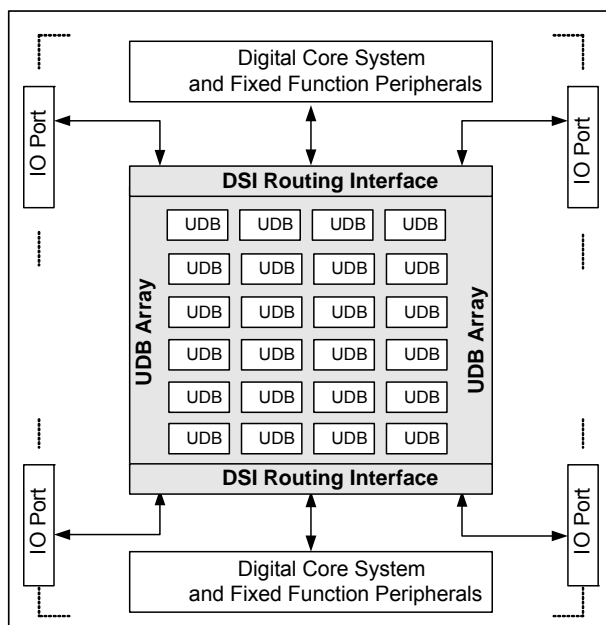 Digital Core System
and Fixed Function Peripherals
IO Port
IO Port
DSI Routing Interface
UDB Array
UDB Array
UDB UDB UDB UDB
UDB UDB UDB UDB
UDB UDB UDB UDB
UDB UDB UDB UDB
UDB UDB UDB UDB
UDB UDB UDB UDB
DSI Routing Interface
IO Port
IO Port
Digital Core System
and Fixed Function Peripherals